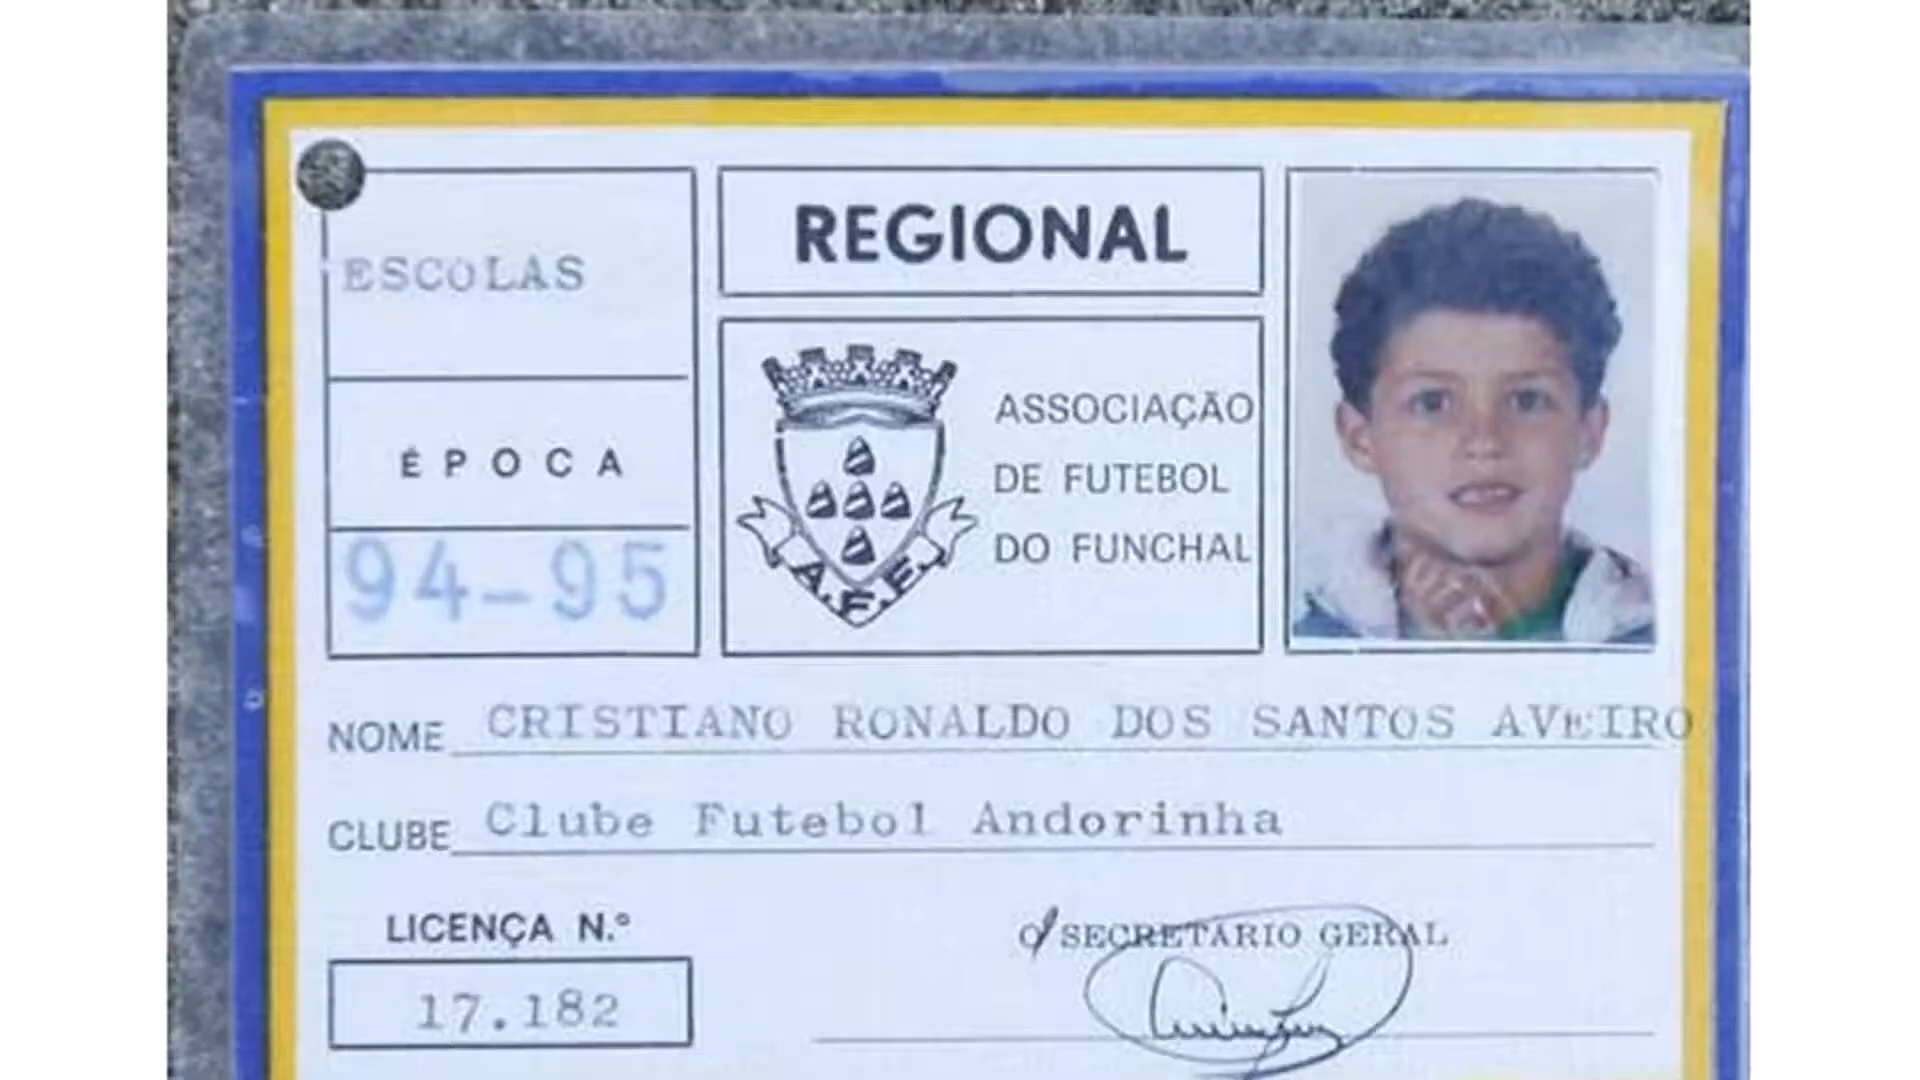 ESCOLAS
REGIONAL
ÉPOCA
94-95
ASSOCIAÇÃO
DE FUTEBOL
DO FUNCHAL
A.F.F.
NOME CRISTIANO RONALDO DOS SANTOS AVEIRO
CLUBE Clube Futebol Andorinha
LICENÇA N.º
17.182
O SECRETARIO GERAL